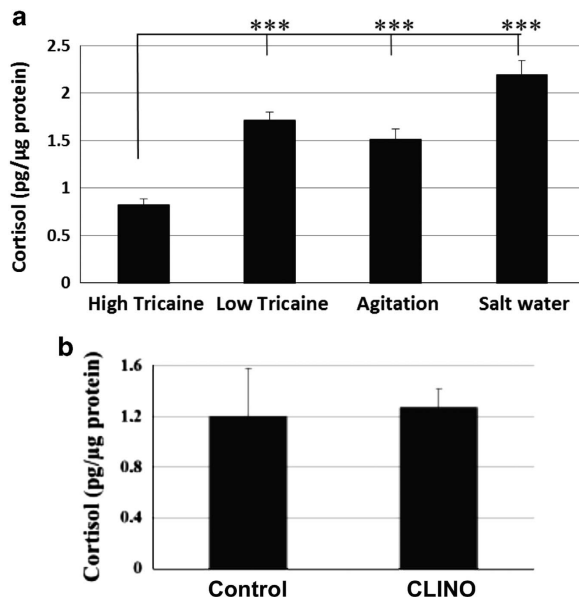 a
*** *** ***
Cortisol (pg/µg protein)
2.5
2
1.5
1
0.5
0
High Tricaine Low Tricaine Agitation Salt water
b
Cortisol (pg/µg protein)
1.6
1.2
0.8
0.4
0
Control CLINO